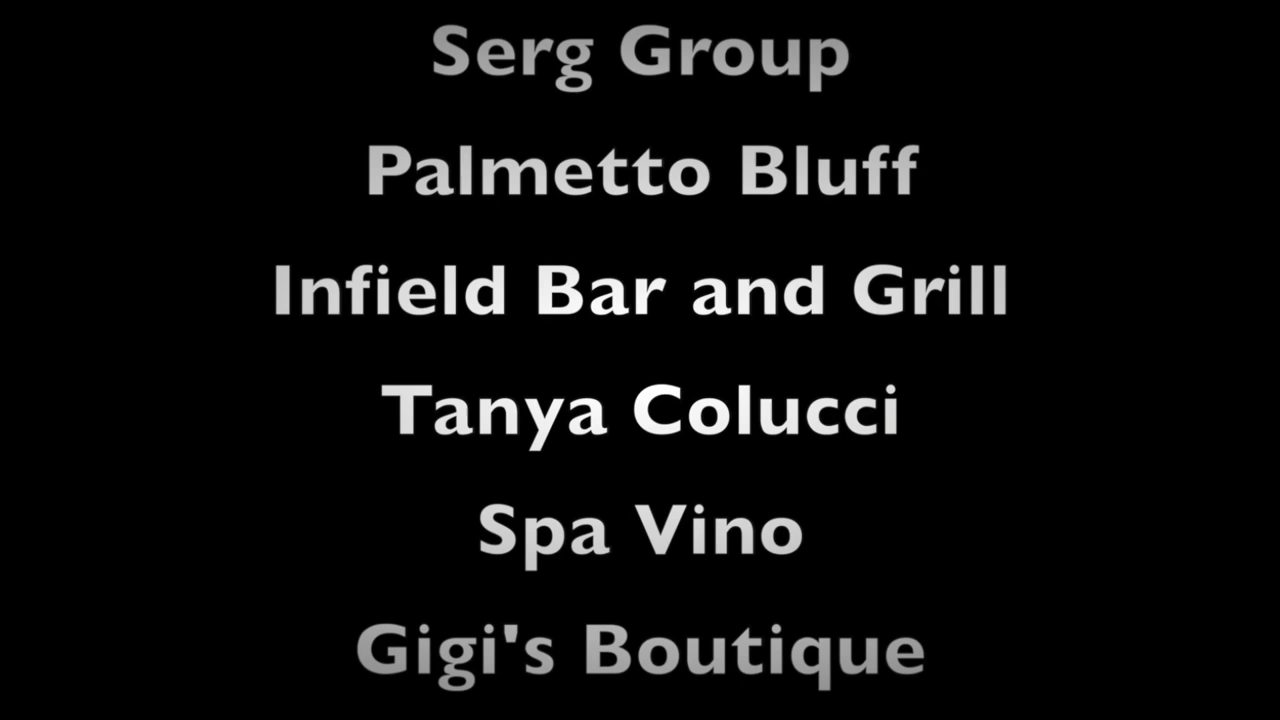 Serg Group
Palmetto Bluff
Infield Bar and Grill
Tanya Colucci
Spa Vino
Gigi's Boutique